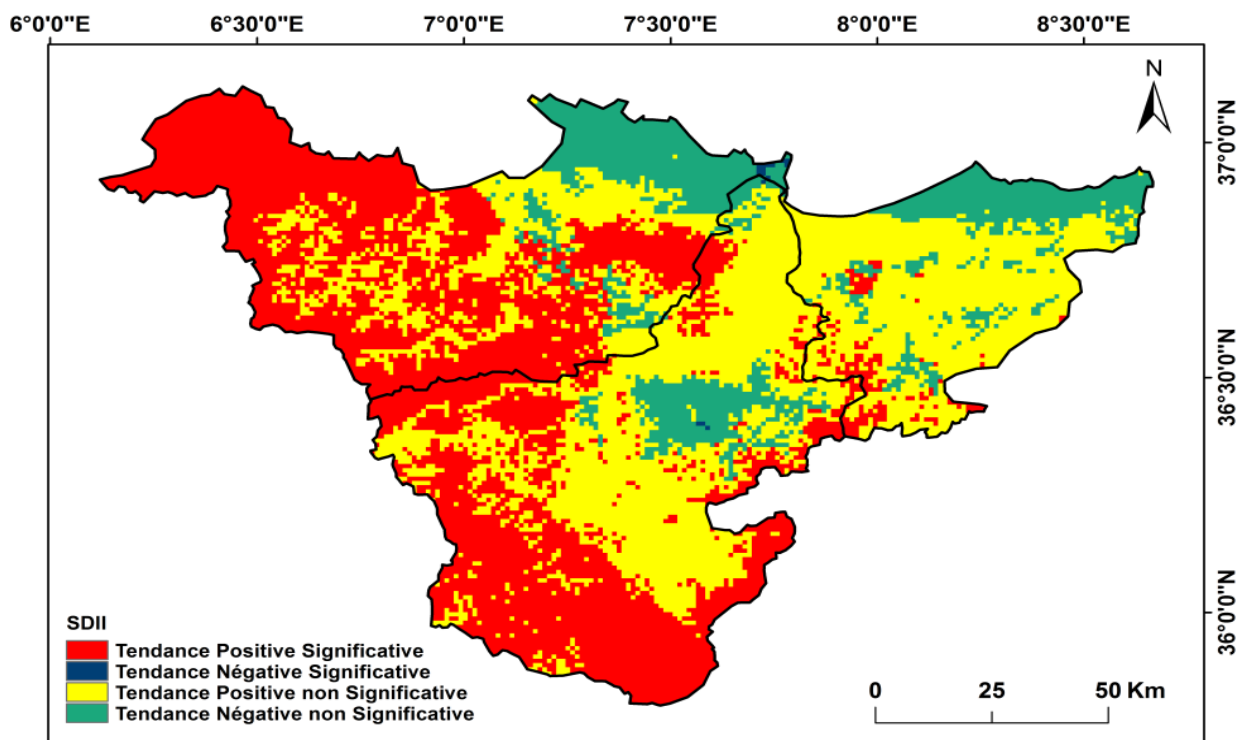 6°0'0"E 6°30'0"E 7°0'0"E 7°30'0"E 8°0'0"E 8°30'0"E
N
37°0'0"N
36°30'0"N
36°0'0"N
SDII
Tendance Positive Significative
Tendance Négative Significative
Tendance Positive non Significative
Tendance Négative non Significative
0 25 50 Km